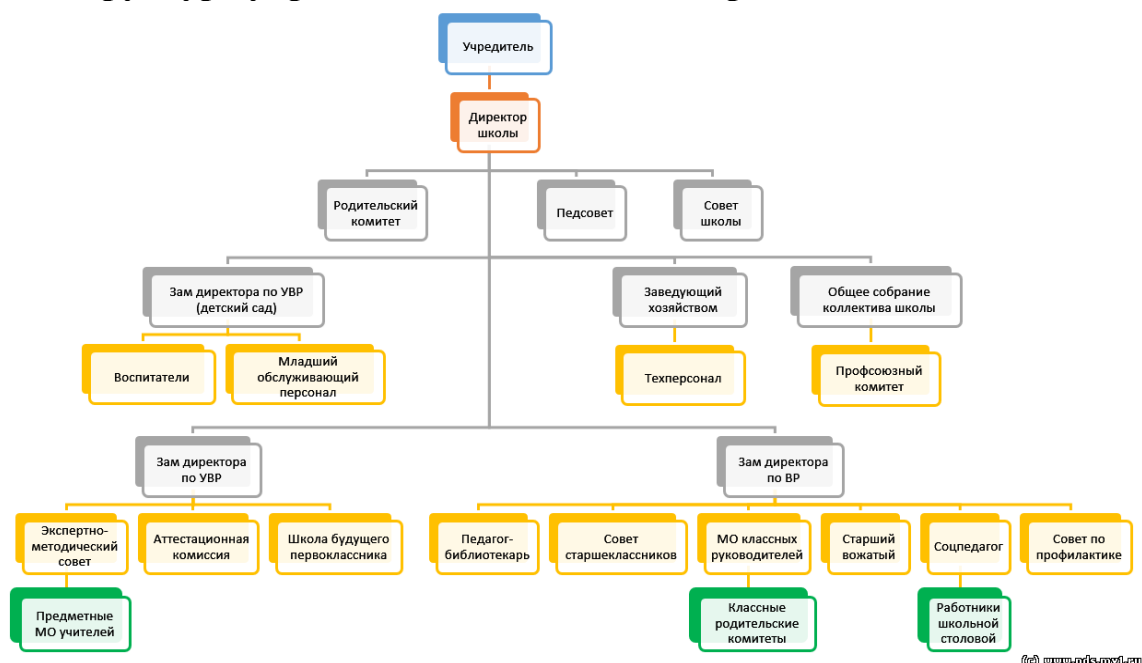 Учредитель
Директор
школы
Родительский
комитет
Педсовет
Совет
школы
Зам директора по УВР
(детский сад)
Заведующий
хозяйством
Общее собрание
коллектива школы
Воспитатели
Младший
обслуживающий
персонал
Техперсонал
Профсоюзный
комитет
Зам директора
по УВР
Зам директора
по ВР
Экспертно-
методический
совет
Аттестационная
комиссия
Школа будущего
первоклассника
Педагог-
библиотекарь
Совет
старшеклассников
МО классных
руководителей
Старший
вожатый
Соцпедагог
Совет по
профилактике
Предметные
МО учителей
Классные
родительские
комитеты
Работники
школьной
столовой